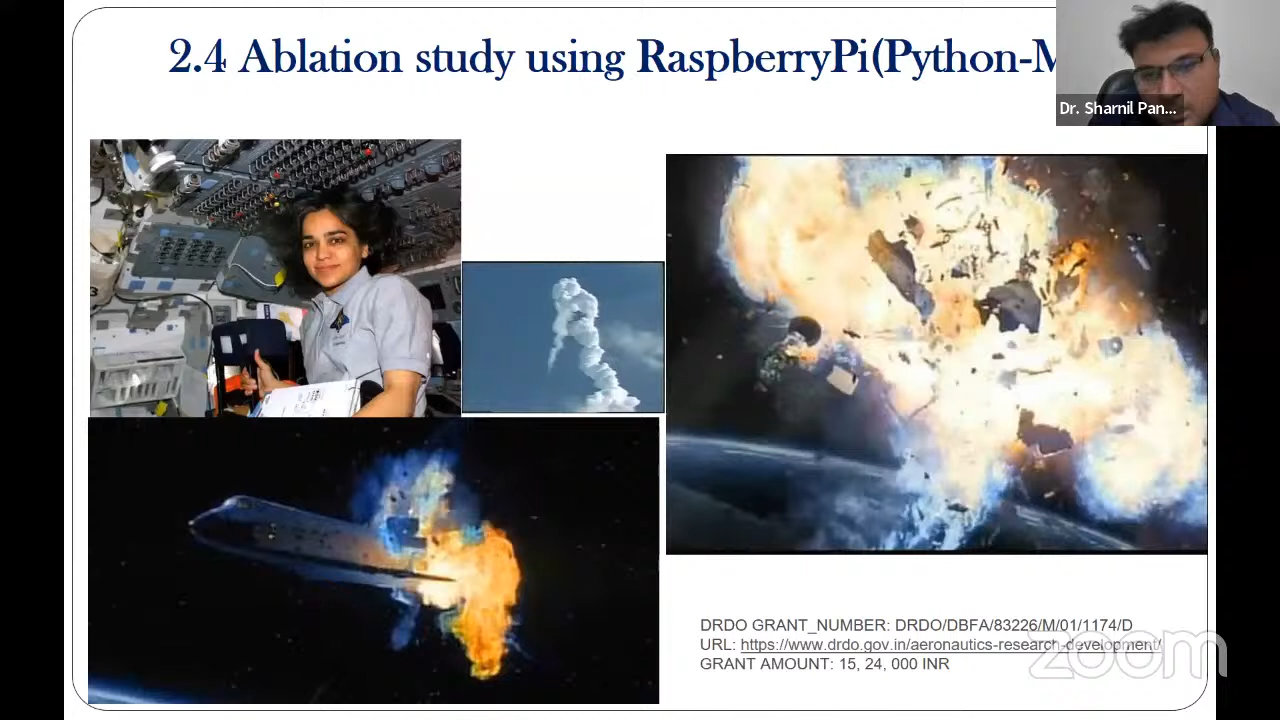 2.4 Ablation study using RaspberryPi(Python-M
Dr. Sharnil Pan...
DRDO GRANT_NUMBER: DRDO/DBFA/83226/M/01/1174/D
URL: https://www.drdo.gov.in/aeronautics-research-development/
GRANT AMOUNT: 15, 24, 000 INR
zoom